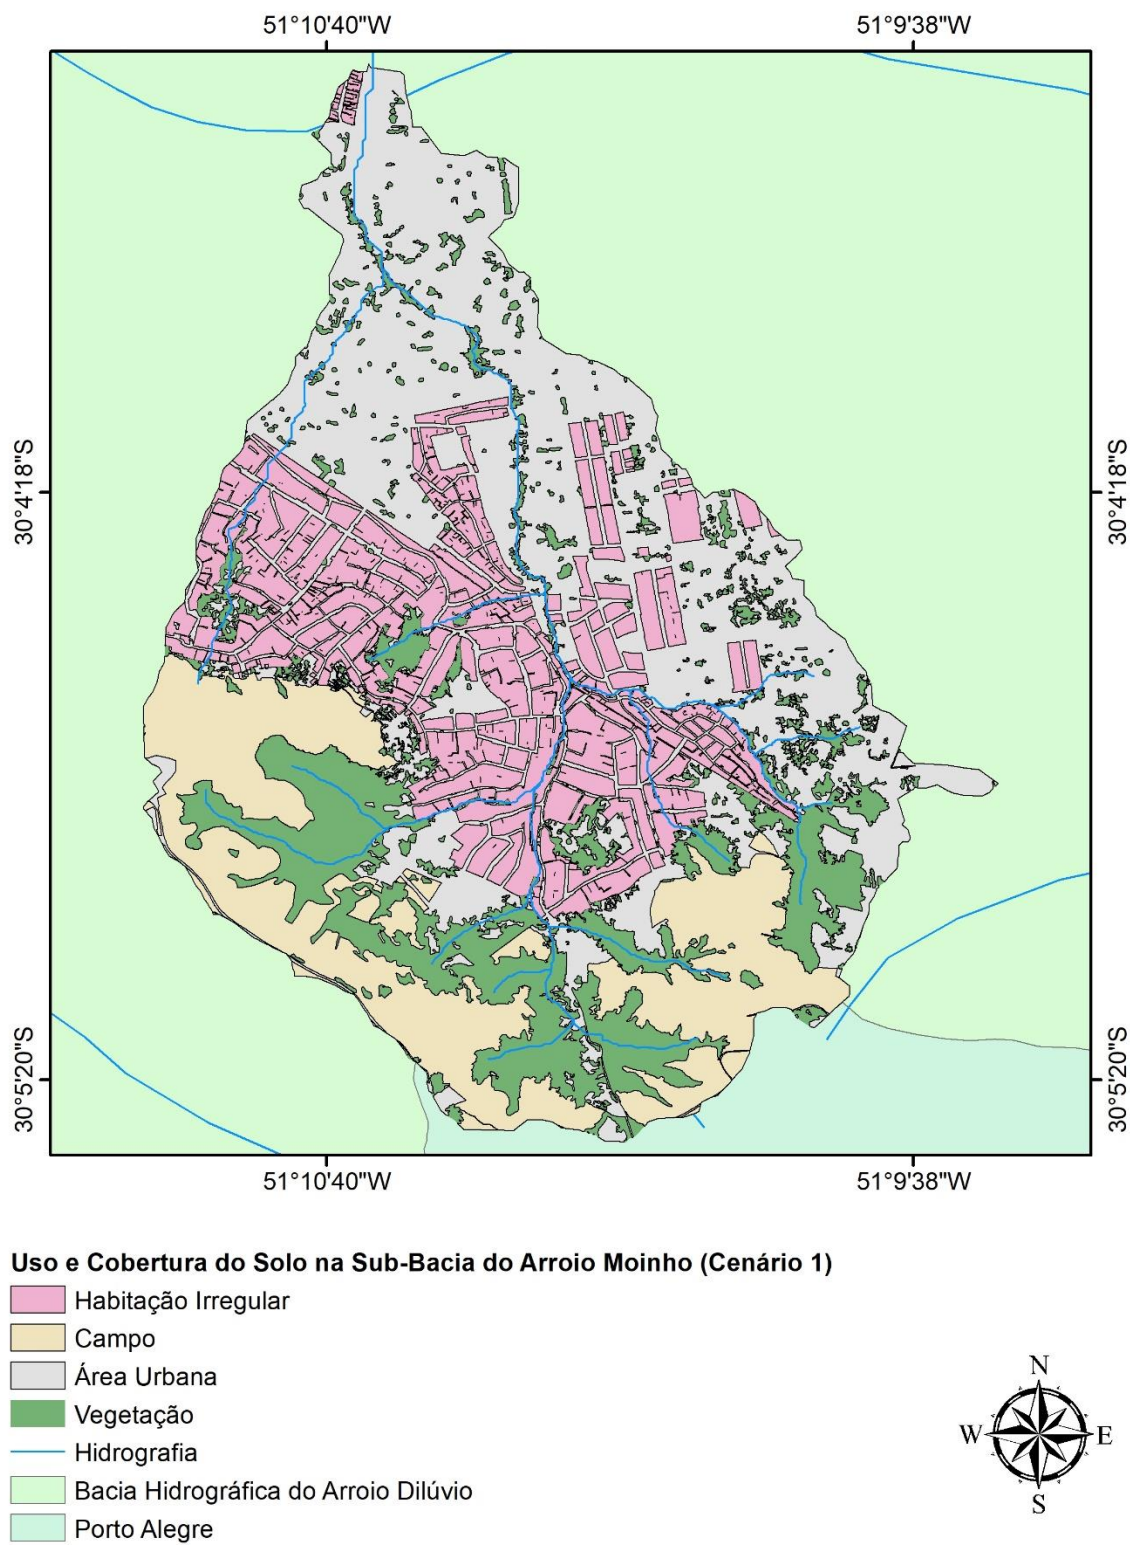 51°10'40"W 51°9'38"W
30°4'18"S 30°4'18"S
30°5'20"S 30°5'20"S
51°10'40"W 51°9'38"W
Uso e Cobertura do Solo na Sub-Bacia do Arroio Moinho (Cenário 1)
Habitação Irregular
Campo
Área Urbana
Vegetação
Hidrografia
Bacia Hidrográfica do Arroio Dilúvio
Porto Alegre
N
W E
S